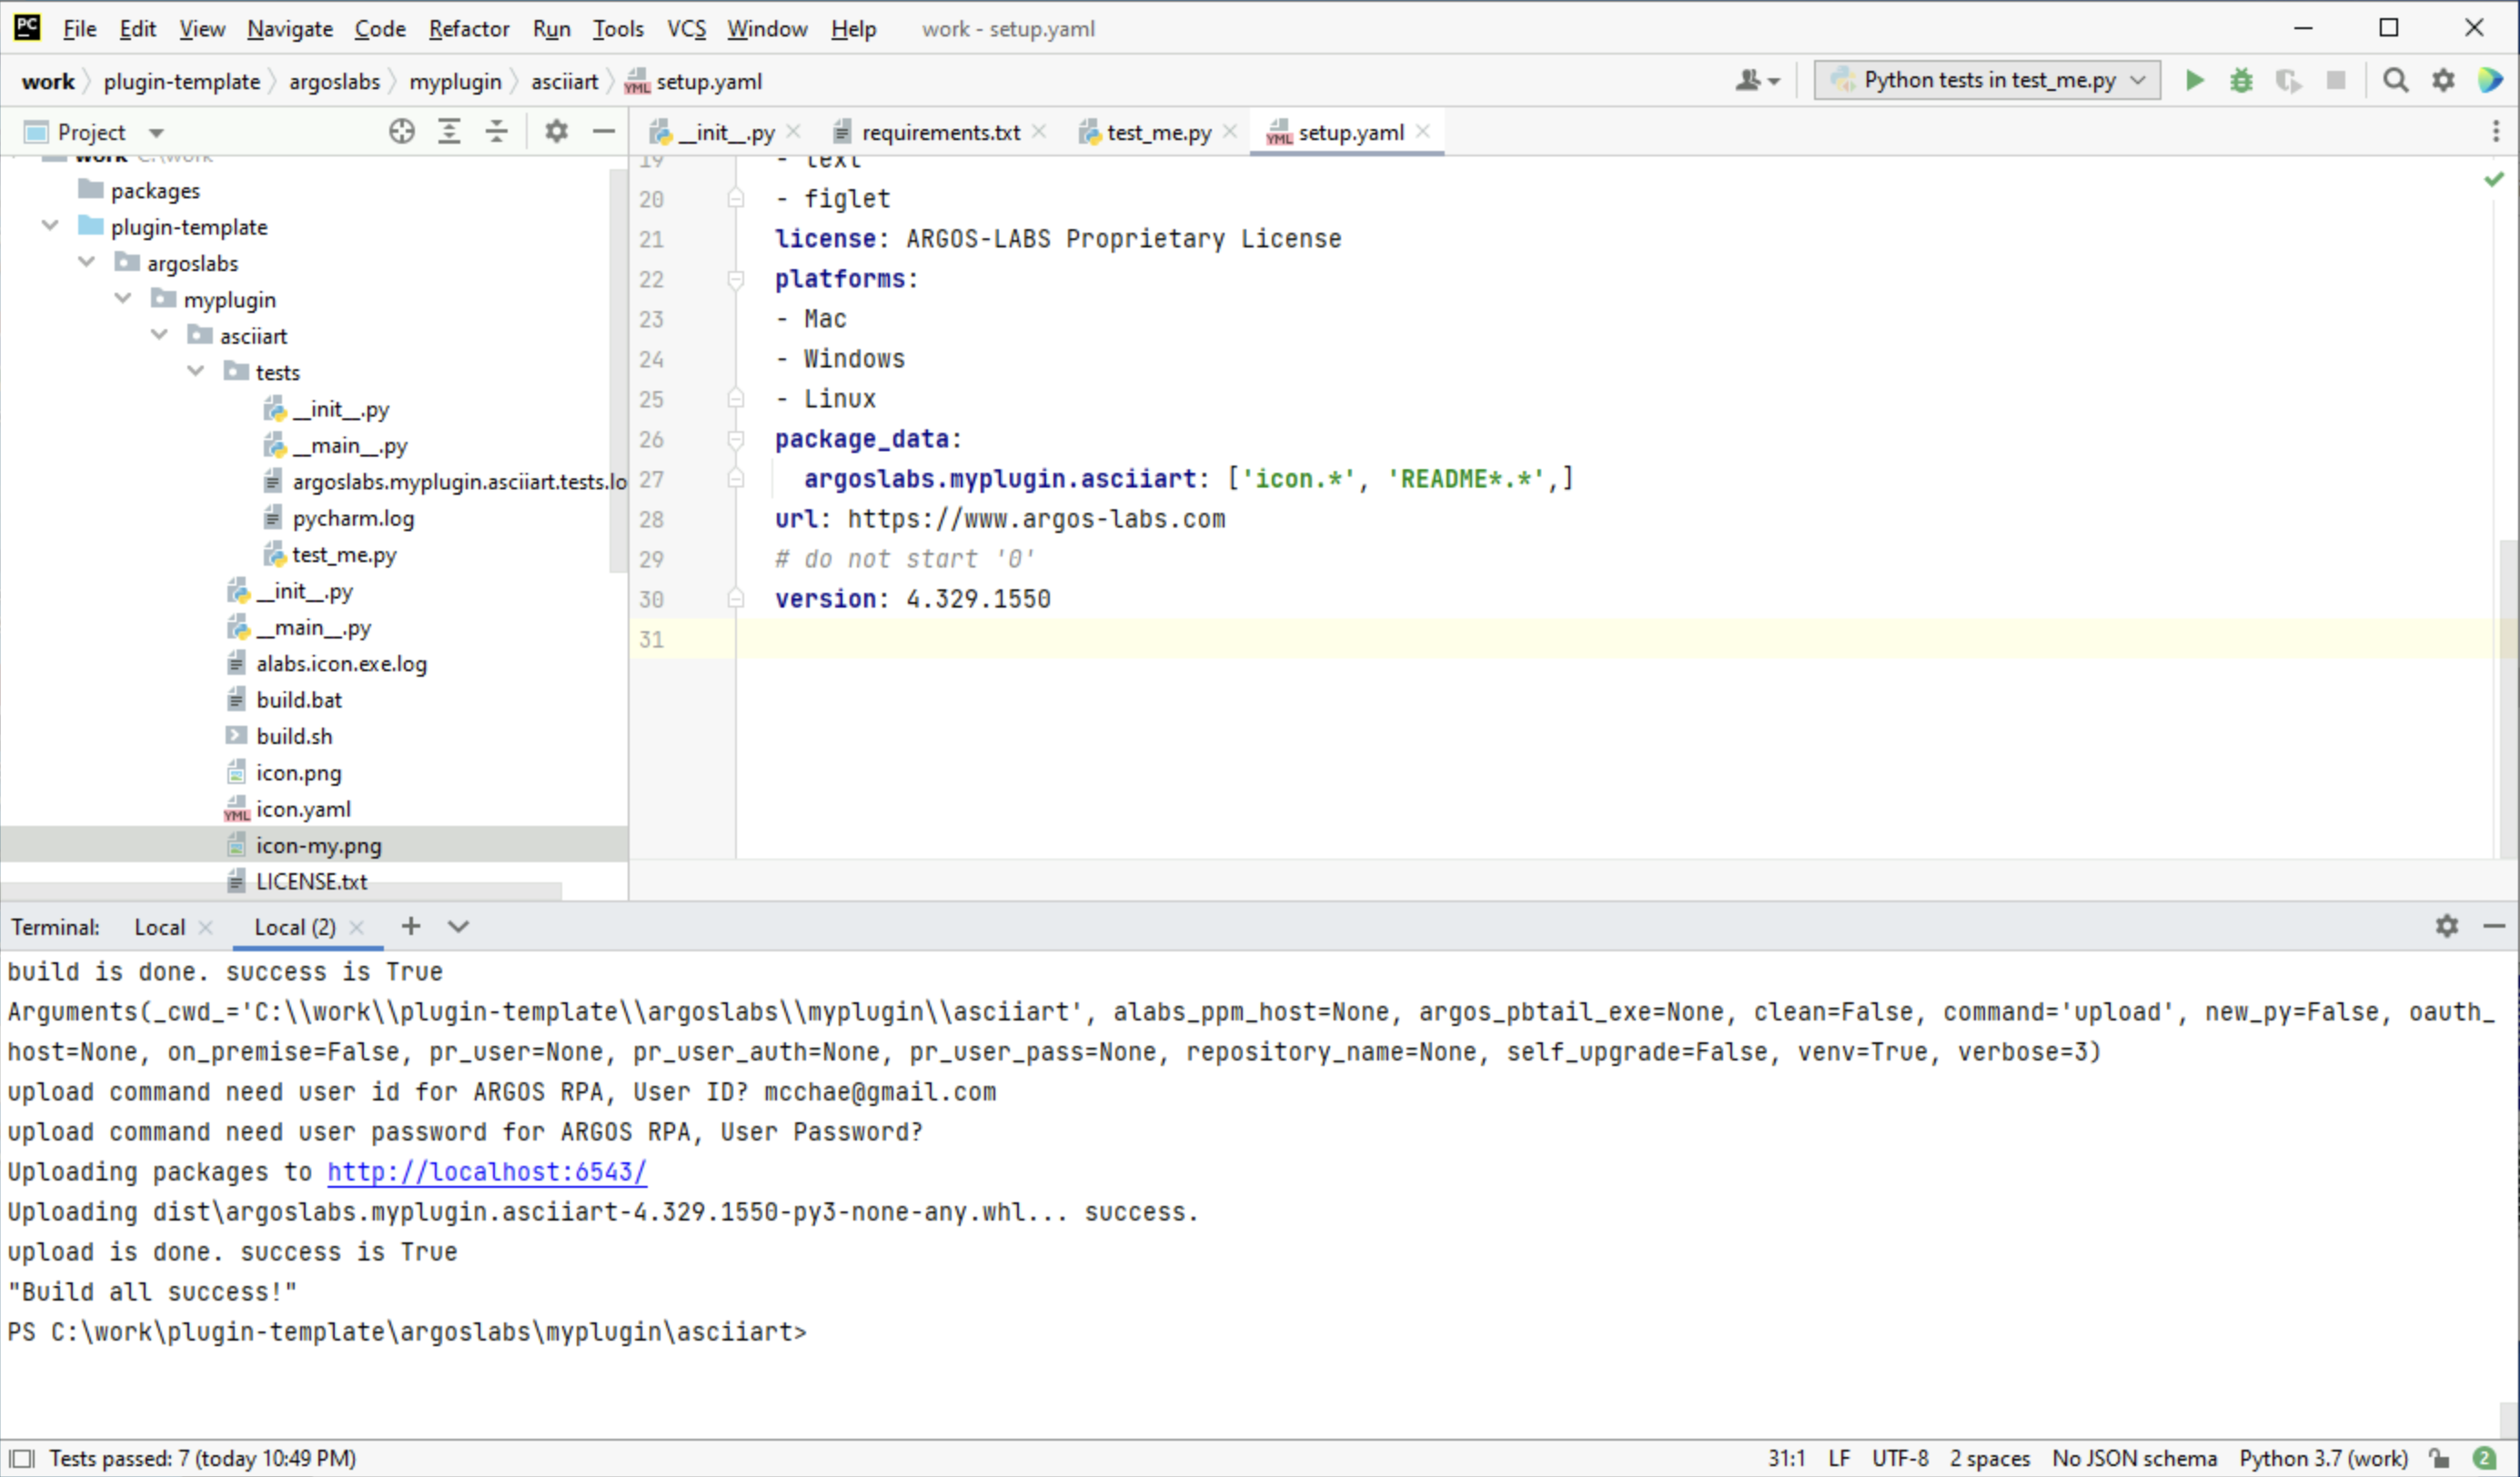 PC File Edit View Navigate Code Refactor Run Tools VCS Window Help work - setup.yaml
work plugin-template argoslabs myplugin asciiart setup.yaml Python tests in test_me.py
Project
__init__.py requirements.txt test_me.py setup.yaml
work C:\work
packages
plugin-template
argoslabs
myplugin
asciiart
tests
__init__.py
__main__.py
argoslabs.myplugin.asciiart.tests.lo
pycharm.log
test_me.py
__init__.py
__main__.py
alabs.icon.exe.log
build.bat
build.sh
icon.png
icon.yaml
icon-my.png
LICENSE.txt
19 - text
20 - figlet
21 license: ARGOS-LABS Proprietary License
22 platforms:
23 - Mac
24 - Windows
25 - Linux
26 package_data:
27 argoslabs.myplugin.asciiart: ['icon.*', 'README*.*',]
28 url: https://www.argos-labs.com
29 # do not start '0'
30 version: 4.329.1550
31
Terminal: Local Local (2)
build is done. success is True
Arguments(_cwd_='C:\\work\\plugin-template\\argoslabs\\myplugin\\asciiart', alabs_ppm_host=None, argos_pbtail_exe=None, clean=False, command='upload', new_py=False, oauth_
host=None, on_premise=False, pr_user=None, pr_user_auth=None, pr_user_pass=None, repository_name=None, self_upgrade=False, venv=True, verbose=3)
upload command need user id for ARGOS RPA, User ID? mcchae@gmail.com
upload command need user password for ARGOS RPA, User Password?
Uploading packages to http://localhost:6543/
Uploading dist\argoslabs.myplugin.asciiart-4.329.1550-py3-none-any.whl... success.
upload is done. success is True
"Build all success!"
PS C:\work\plugin-template\argoslabs\myplugin\asciiart>
Tests passed: 7 (today 10:49 PM) 31:1 LF UTF-8 2 spaces No JSON schema Python 3.7 (work) 2